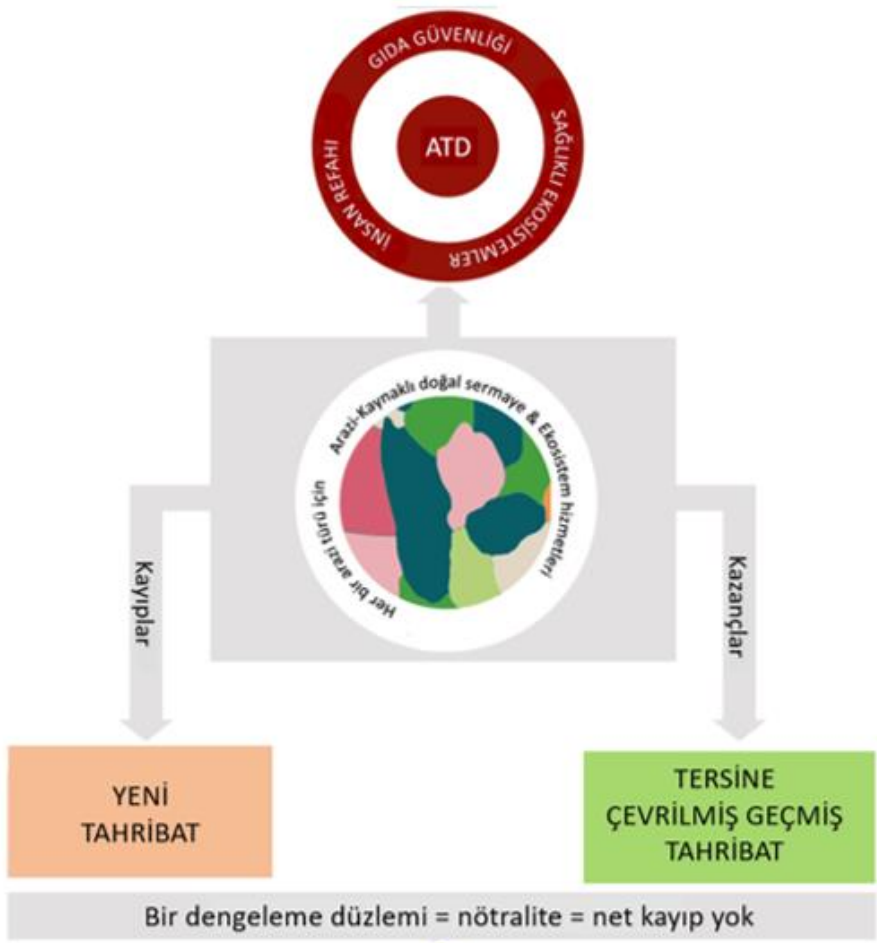 GIDA GÜVENLİĞİ
SAĞLIKLI EKOSİSTEMLER
İNSAN REFAHI
ATD
Arazi-Kaynaklı doğal sermaye & Ekosistem hizmetleri
Her bir arazi türü için
Kayıplar
Kazançlar
YENİ
TAHRİBAT
TERSİNE
ÇEVRİLMİŞ GEÇMİŞ
TAHRİBAT
Bir dengeleme düzlemi = nötralite = net kayıp yok